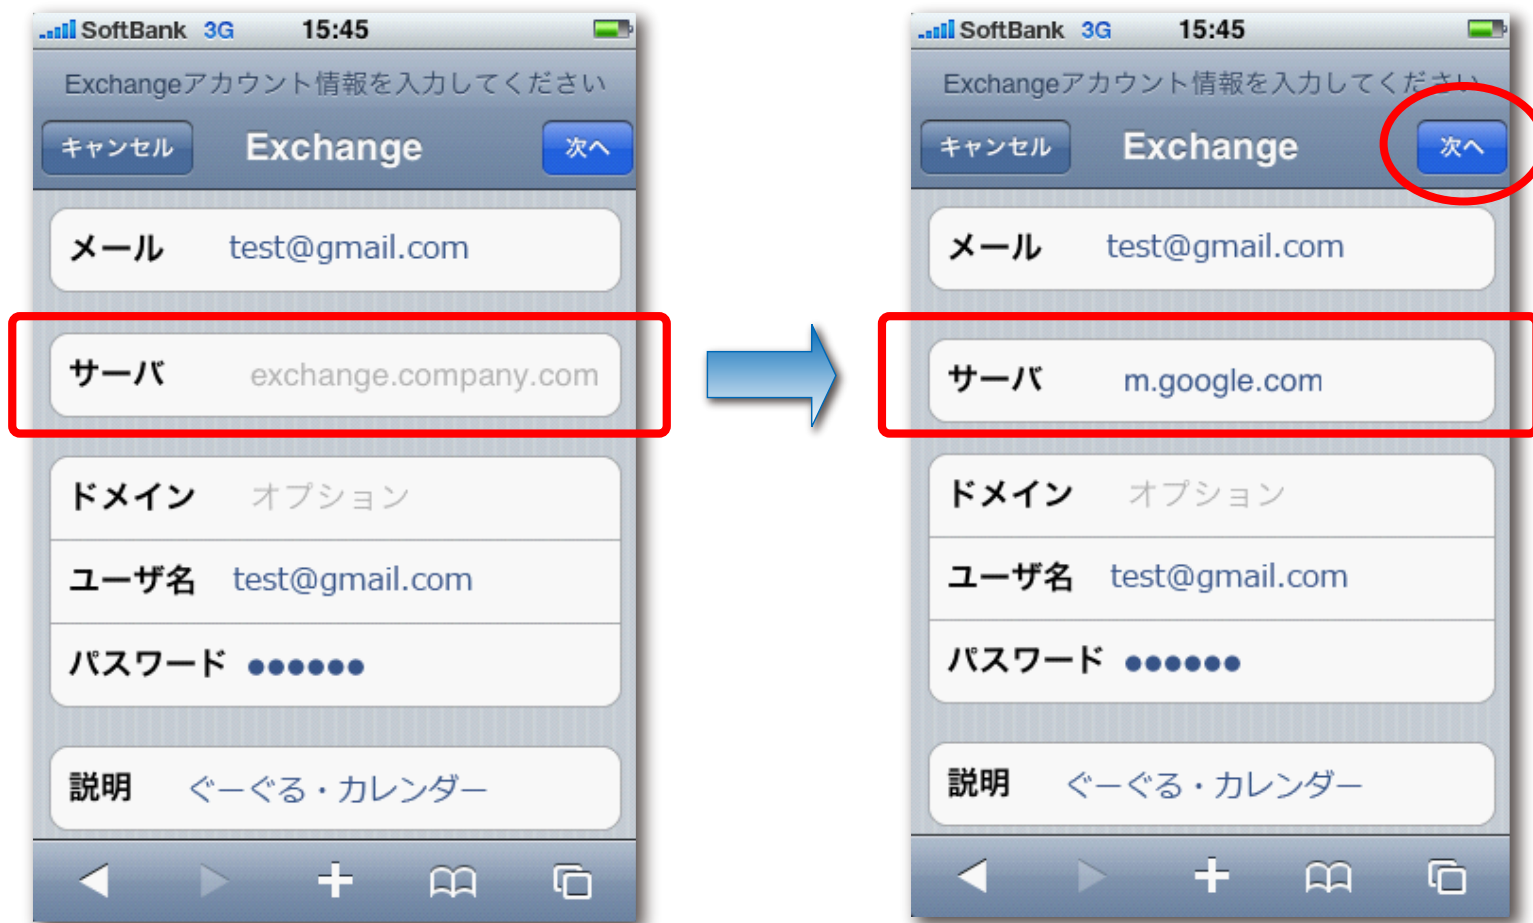 SoftBank 3G 15:45
Exchangeアカウント情報を入力してください
キャンセル Exchange 次へ
メール test@gmail.com
サーバ exchange.company.com
ドメイン オプション
ユーザ名 test@gmail.com
パスワード ●●●●●●
説明 ぐーぐる・カレンダー
SoftBank 3G 15:45
Exchangeアカウント情報を入力してください
キャンセル Exchange 次へ
メール test@gmail.com
サーバ m.google.com
ドメイン オプション
ユーザ名 test@gmail.com
パスワード ●●●●●●
説明 ぐーぐる・カレンダー